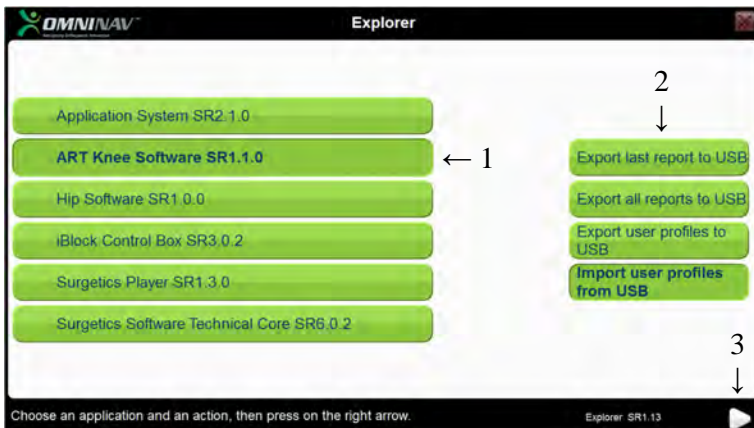 OMNINAV™
Explorer
2
↓
Application System SR2.1.0
ART Knee Software SR1.1.0
← 1
Export last report to USB
Hip Software SR1.0.0
Export all reports to USB
iBlock Control Box SR3.0.2
Export user profiles to
USB
Surgetics Player SR1.3.0
Import user profiles
from USB
Surgetics Software Technical Core SR6.0.2
3
↓
Choose an application and an action, then press on the right arrow.
Explorer SR1.13